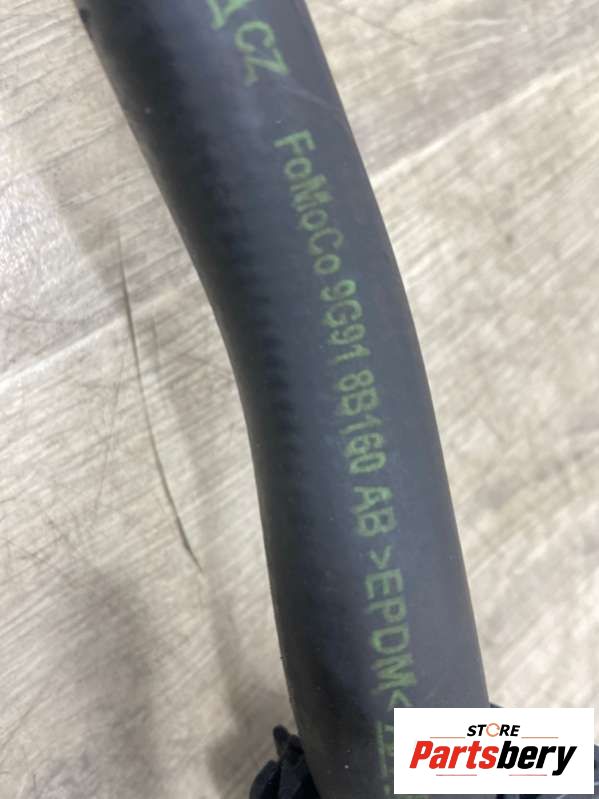 CZ FoMoCo 9G91 8B160 AB >EPDM<
STORE
Partsbery